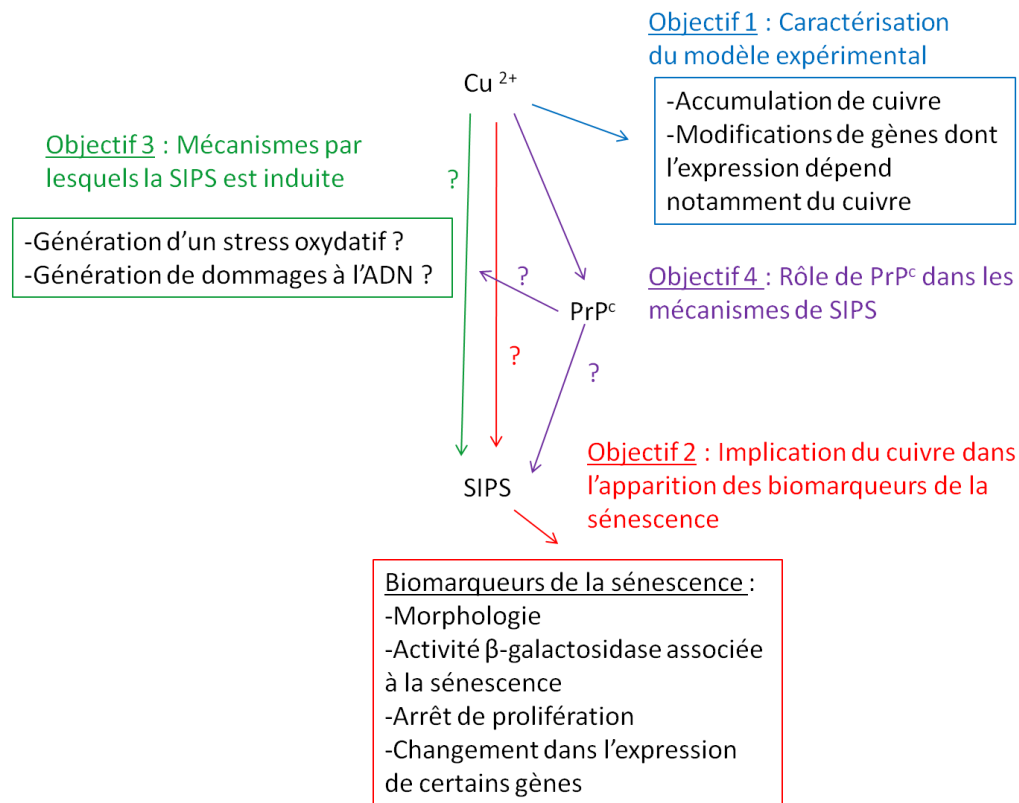 Objectif 1 : Caractérisation
du modèle expérimental
Cu 2+
-Accumulation de cuivre
-Modifications de gènes dont
l’expression dépend
notamment du cuivre
Objectif 3 : Mécanismes par
lesquels la SIPS est induite
?
-Génération d’un stress oxydatif ?
-Génération de dommages à l’ADN ?
?
Objectif 4 : Rôle de PrPᶜ dans les
mécanismes de SIPS
PrPᶜ
?
?
Objectif 2 : Implication du cuivre dans
l’apparition des biomarqueurs de la
sénescence
SIPS
Biomarqueurs de la sénescence :
-Morphologie
-Activité β-galactosidase associée
à la sénescence
-Arrêt de prolifération
-Changement dans l’expression
de certains gènes